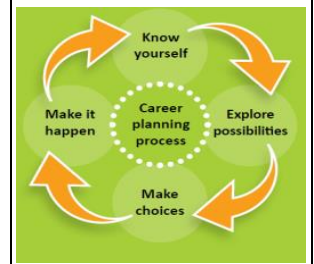 Know
yourself
Explore
possibilities
Make
choices
Make it
happen
Career
planning
process